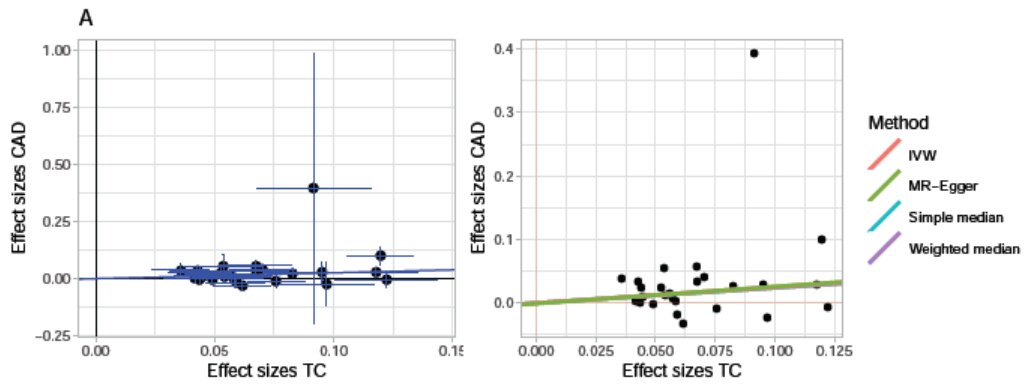 A
1.00
0.75
0.50
0.25
0.00
−0.25
Effect sizes CAD
0.00
0.05
0.10
0.15
Effect sizes TC
0.4
0.3
0.2
0.1
0.0
Effect sizes CAD
0.000
0.025
0.050
0.075
0.100
0.125
Effect sizes TC
Method
IVW
MR−Egger
Simple median
Weighted median